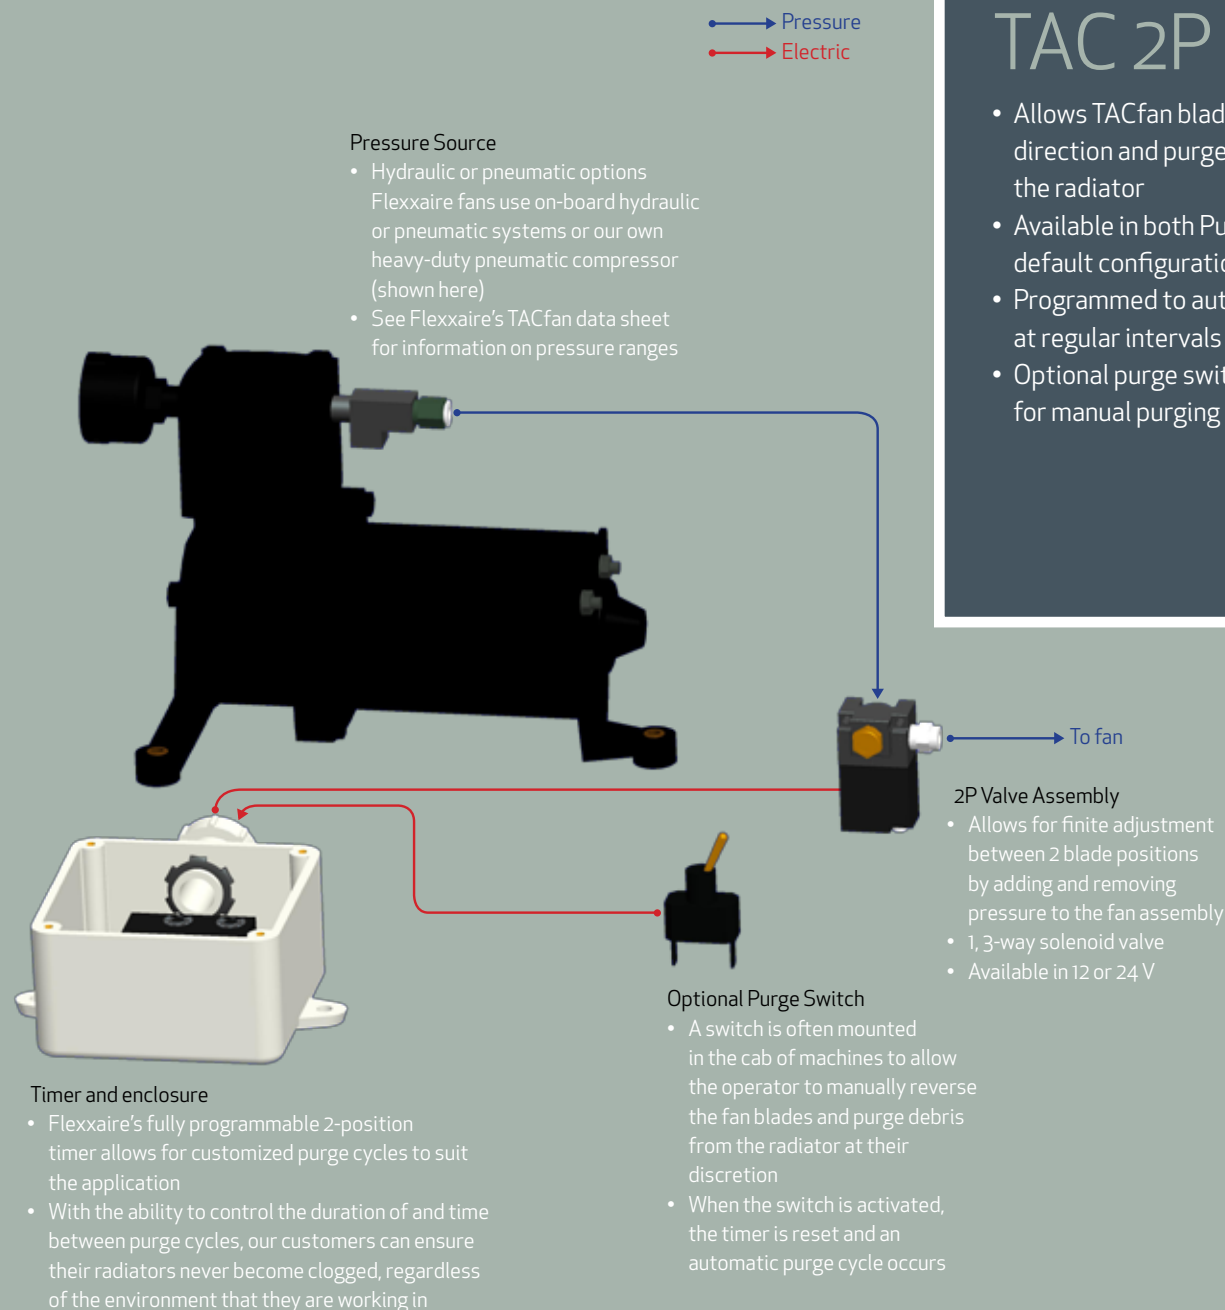 Pressure
Electric
TAC 2P
• Allows TACfan blad
direction and purge
the radiator
• Available in both Pu
default configuratio
• Programmed to aut
at regular intervals
• Optional purge swit
for manual purging
Pressure Source
• Hydraulic or pneumatic options
Flexxaire fans use on-board hydraulic
or pneumatic systems or our own
heavy-duty pneumatic compressor
(shown here)
• See Flexxaire's TACfan data sheet
for information on pressure ranges
To fan
2P Valve Assembly
• Allows for finite adjustment
between 2 blade positions
by adding and removing
pressure to the fan assembly
• 1, 3-way solenoid valve
• Available in 12 or 24 V
Optional Purge Switch
• A switch is often mounted
in the cab of machines to allow
the operator to manually reverse
the fan blades and purge debris
from the radiator at their
discretion
• When the switch is activated,
the timer is reset and an
automatic purge cycle occurs
Timer and enclosure
• Flexxaire's fully programmable 2-position
timer allows for customized purge cycles to suit
the application
• With the ability to control the duration of and time
between purge cycles, our customers can ensure
their radiators never become clogged, regardless
of the environment that they are working in